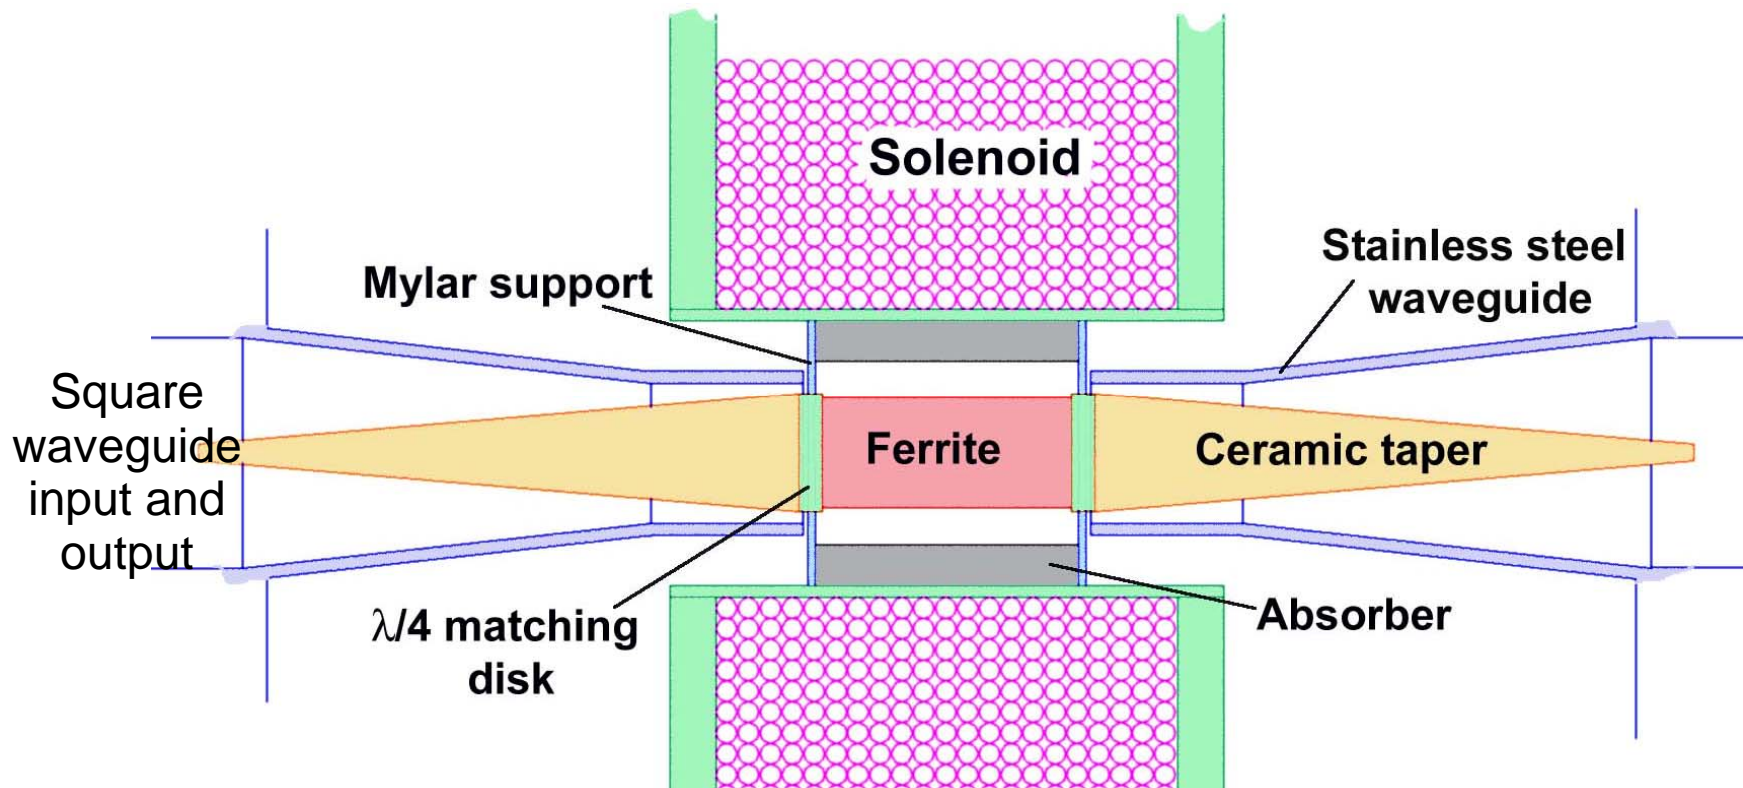 Solenoid
Stainless steel
waveguide
Mylar support
Square
waveguide
input and
output
Ferrite
Ceramic taper
λ/4 matching
disk
Absorber